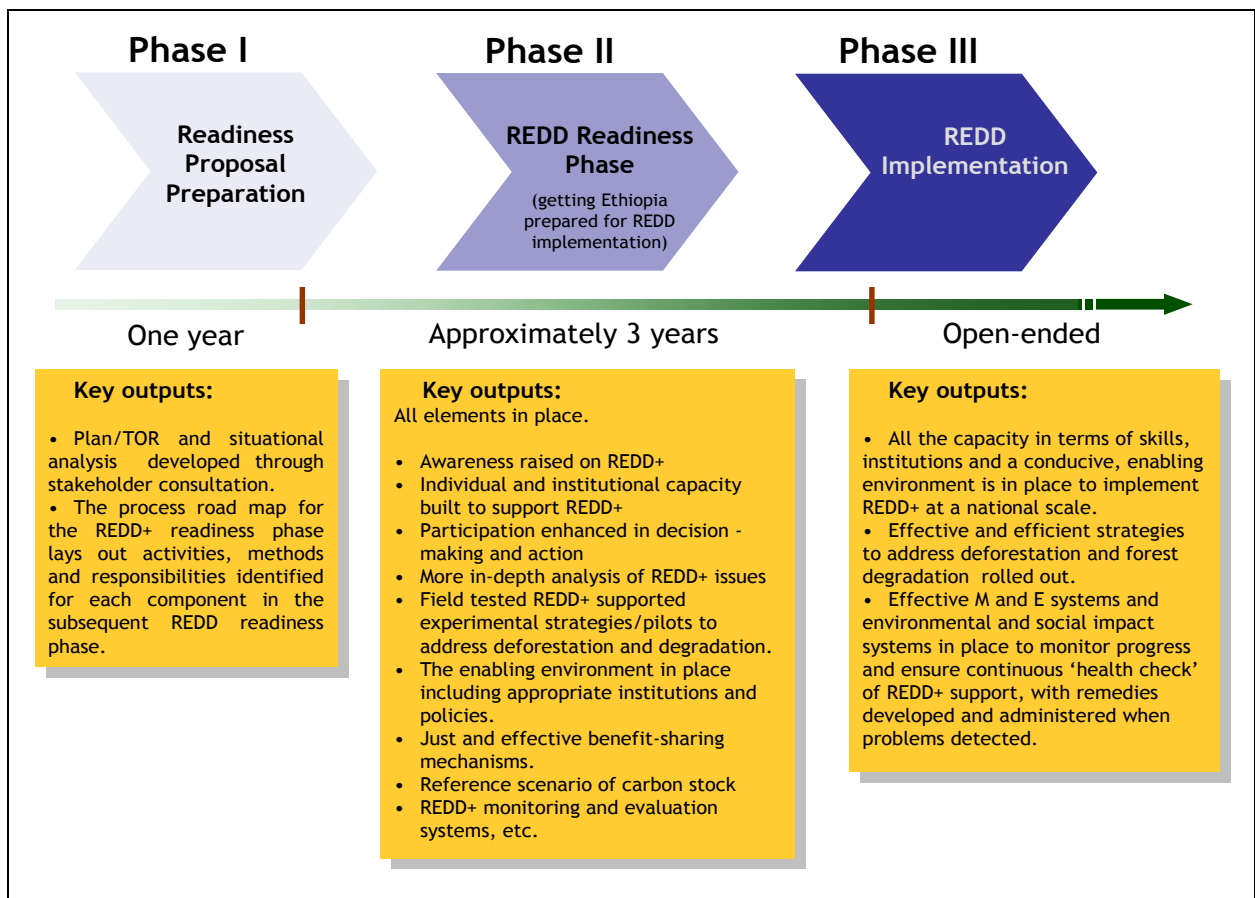 Phase I
Phase II
Phase III
Readiness
Proposal
Preparation
REDD Readiness
Phase
(getting Ethiopia
prepared for REDD
implementation)
REDD
Implementation
One year
Approximately 3 years
Open-ended
Key outputs:
• Plan/TOR and situational
analysis developed through
stakeholder consultation.
• The process road map for
the REDD+ readiness phase
lays out activities, methods
and responsibilities identified
for each component in the
subsequent REDD readiness
phase.
Key outputs:
All elements in place.
• Awareness raised on REDD+
• Individual and institutional capacity
built to support REDD+
• Participation enhanced in decision -
making and action
• More in-depth analysis of REDD+ issues
• Field tested REDD+ supported
experimental strategies/pilots to
address deforestation and degradation.
• The enabling environment in place
including appropriate institutions and
policies.
• Just and effective benefit-sharing
mechanisms.
• Reference scenario of carbon stock
• REDD+ monitoring and evaluation
systems, etc.
Key outputs:
• All the capacity in terms of skills,
institutions and a conducive, enabling
environment is in place to implement
REDD+ at a national scale.
• Effective and efficient strategies
to address deforestation and forest
degradation rolled out.
• Effective M and E systems and
environmental and social impact
systems in place to monitor progress
and ensure continuous ‘health check’
of REDD+ support, with remedies
developed and administered when
problems detected.